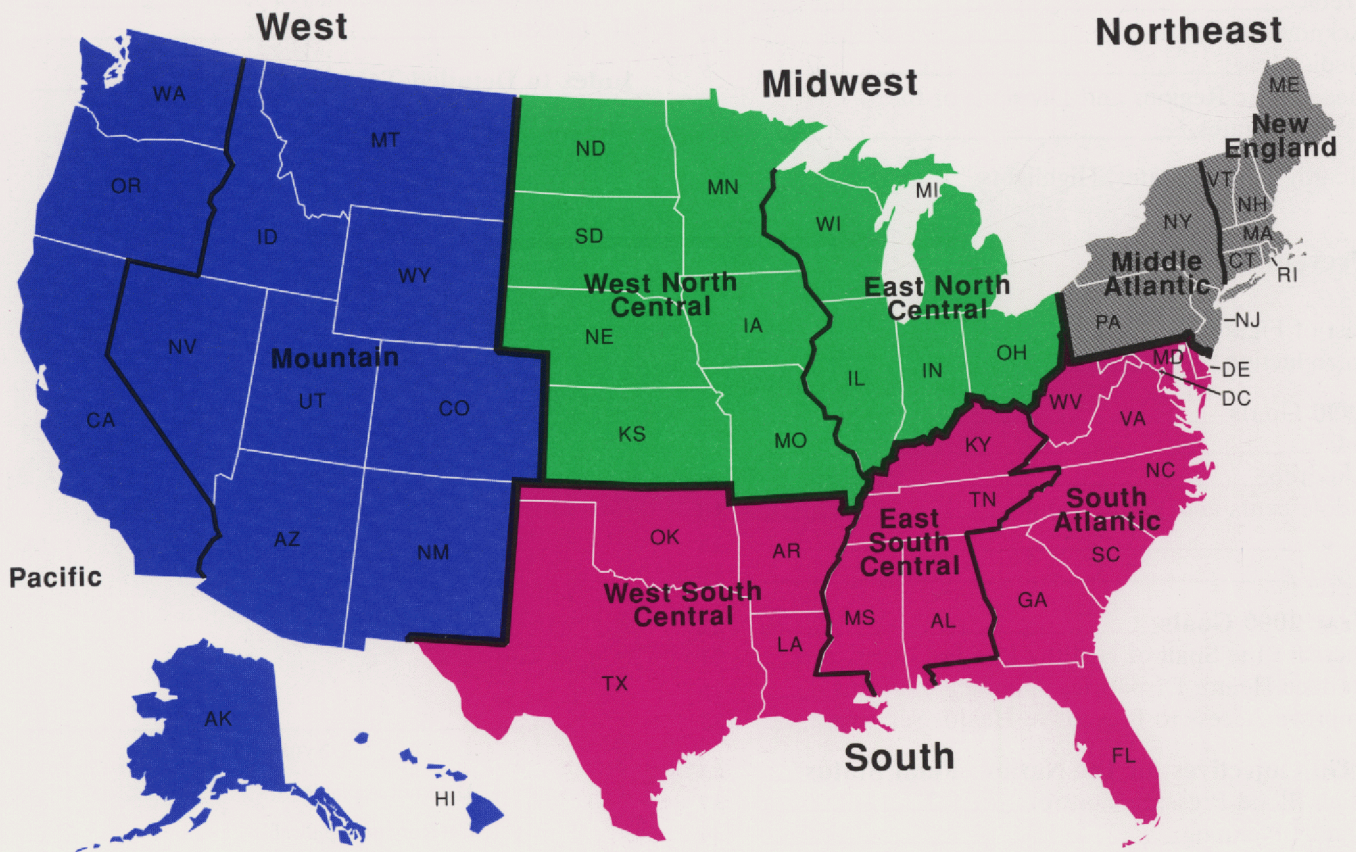 West
Northeast
Midwest
ME
New
England
WA
MT
ND
MN
OR
VT
MI
WI
NH
NY
ID
SD
MA
WY
CT
Middle
Atlantic
RI
West North
Central
East North
Central
NE
IA
PA
NJ
NV
Mountain
UT
CO
IL
IN
OH
MD
DE
DC
CA
WV
VA
KS
MO
KY
NC
TN
South
Atlantic
East
South
Central
AZ
NM
OK
AR
SC
Pacific
West South
Central
GA
MS
AL
LA
TX
AK
South
FL
HI